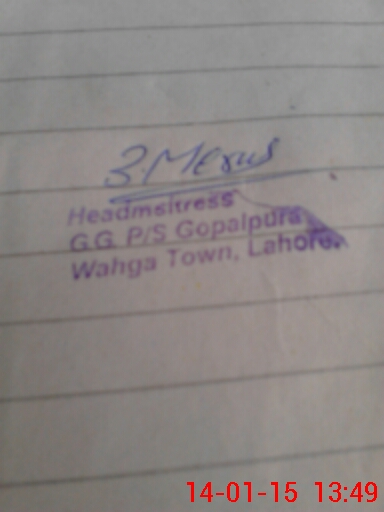 Headmsitress
G.G. P/S Gopalpura
Wahga Town, Lahore.
14-01-15 13:49